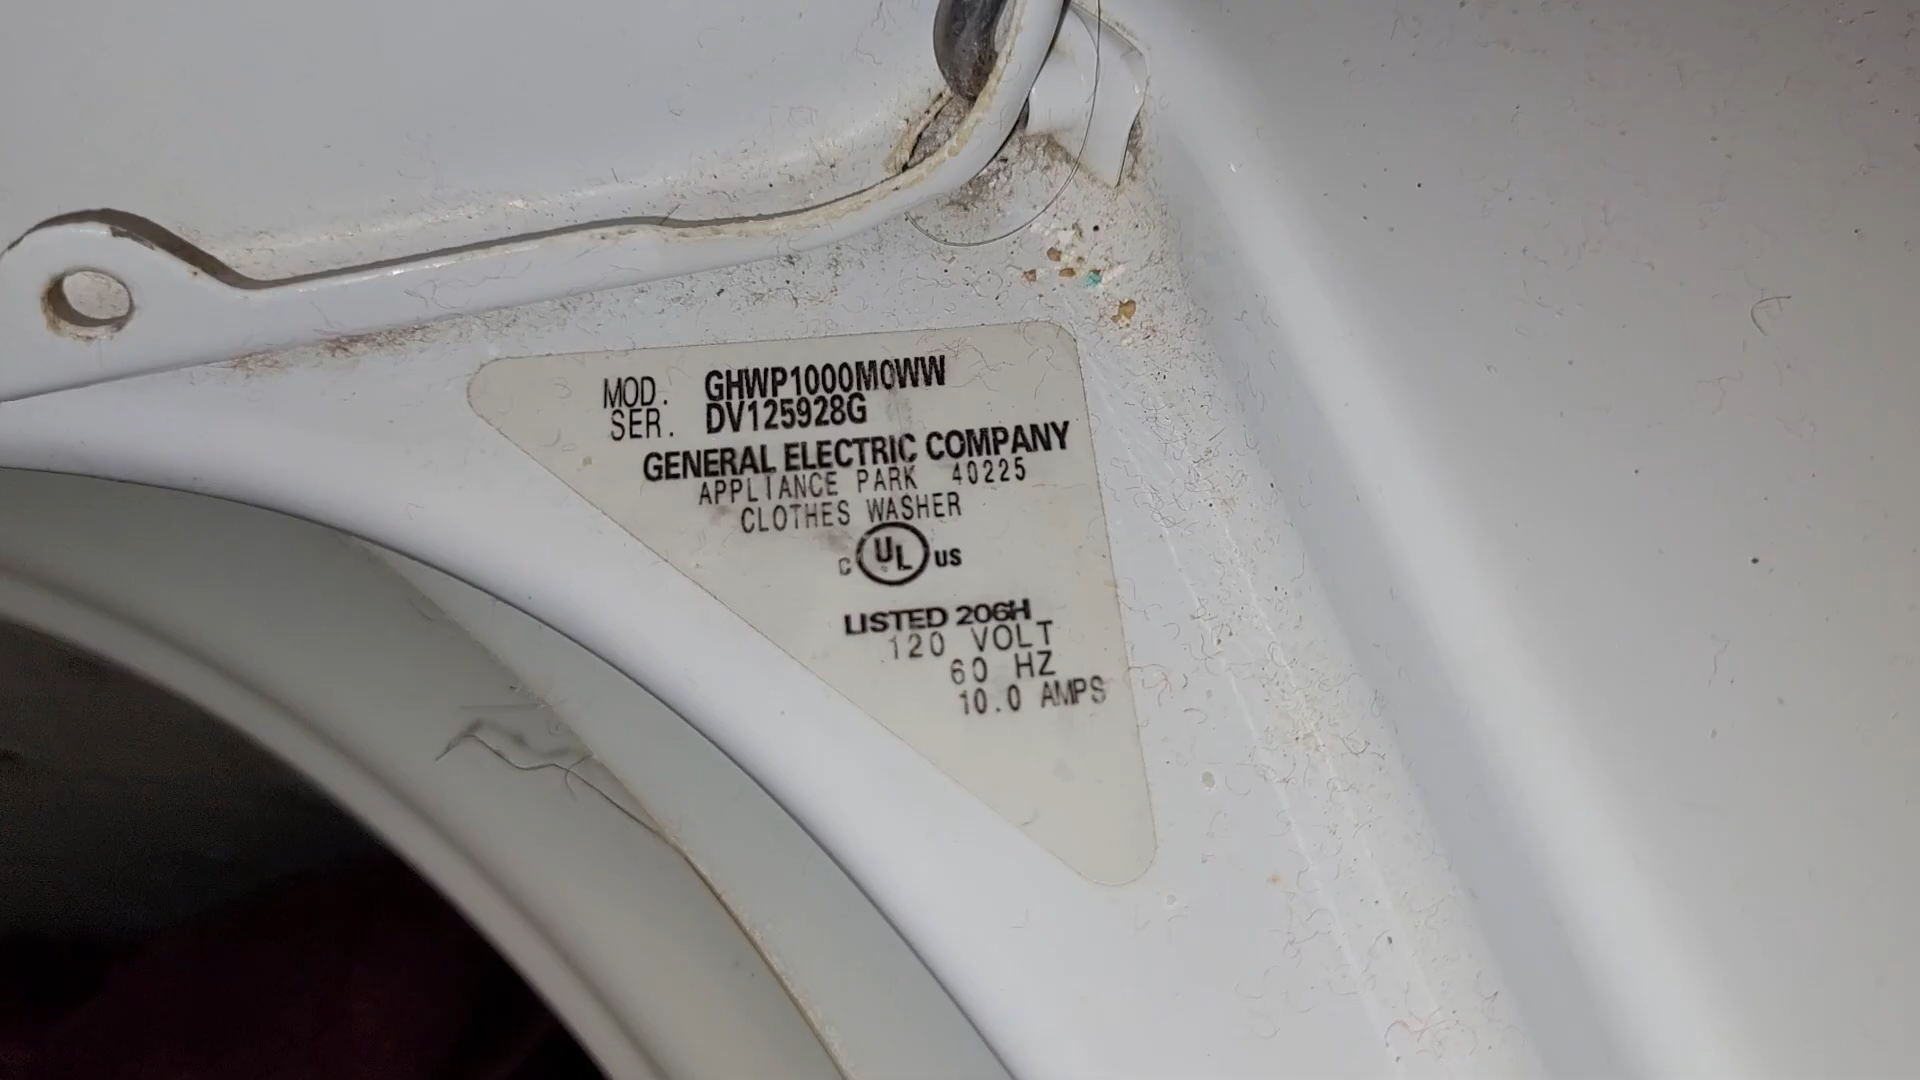 MOD. GHWP1000M0WW
SER. DV125928G
GENERAL ELECTRIC COMPANY
APPLIANCE PARK 40225
CLOTHES WASHER
C UL US
LISTED 206H
120 VOLT
60 HZ
10.0 AMPS